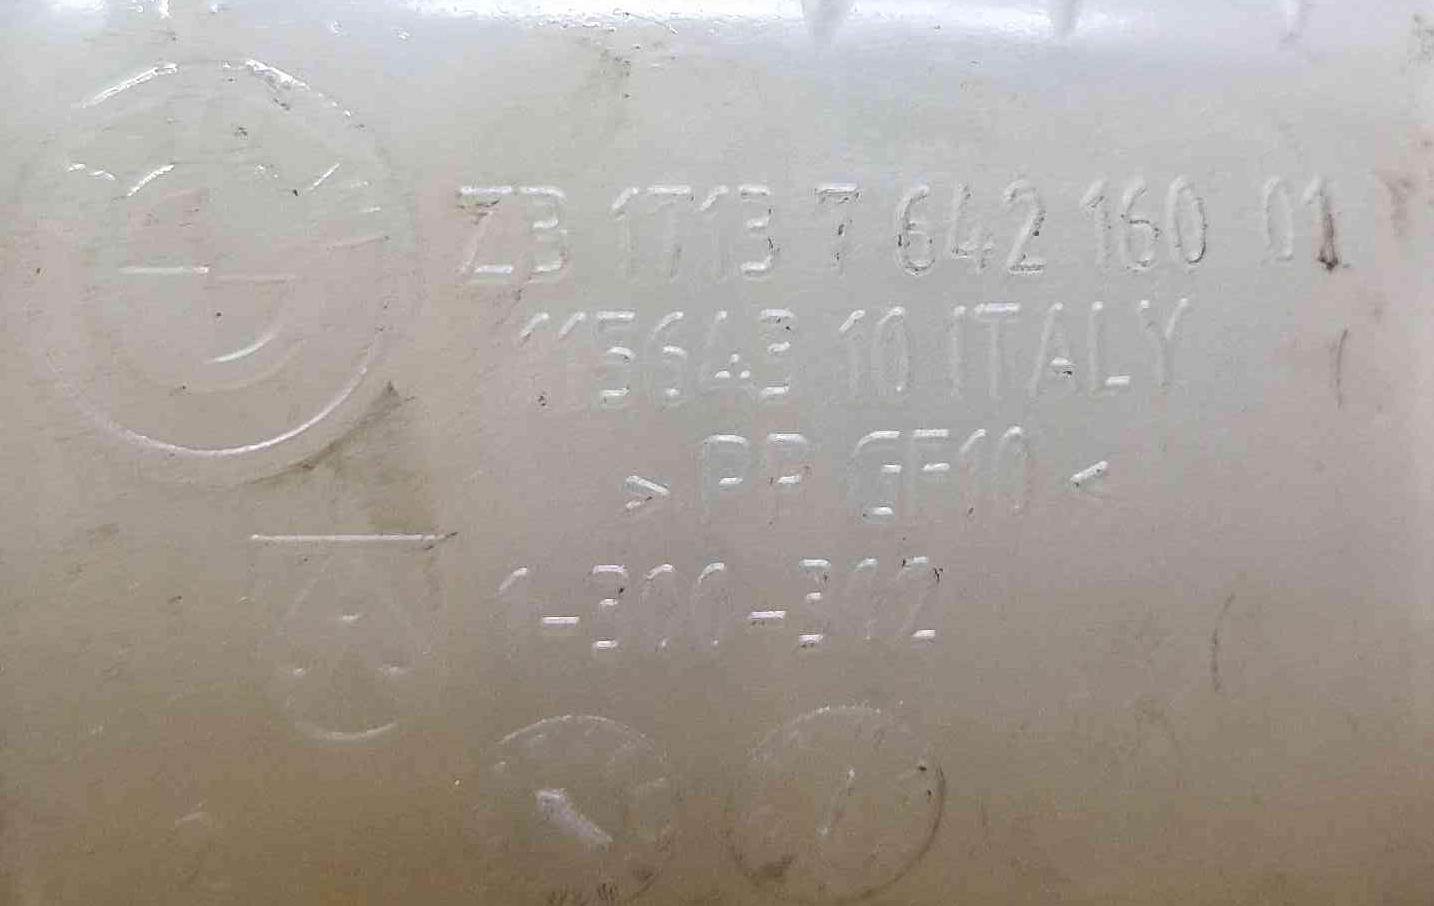 ZB 1713 7 642 160 01
115643 10 ITALY
> PP GF10 <
1-300-312